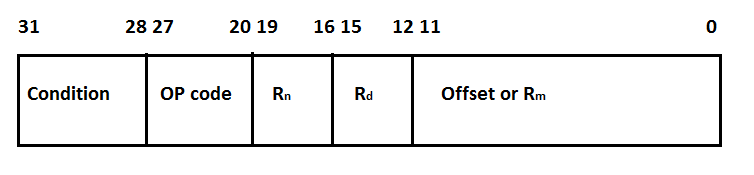 31 28 27 20 19 16 15 12 11 0
Condition OP code Rn Rd Offset or Rm